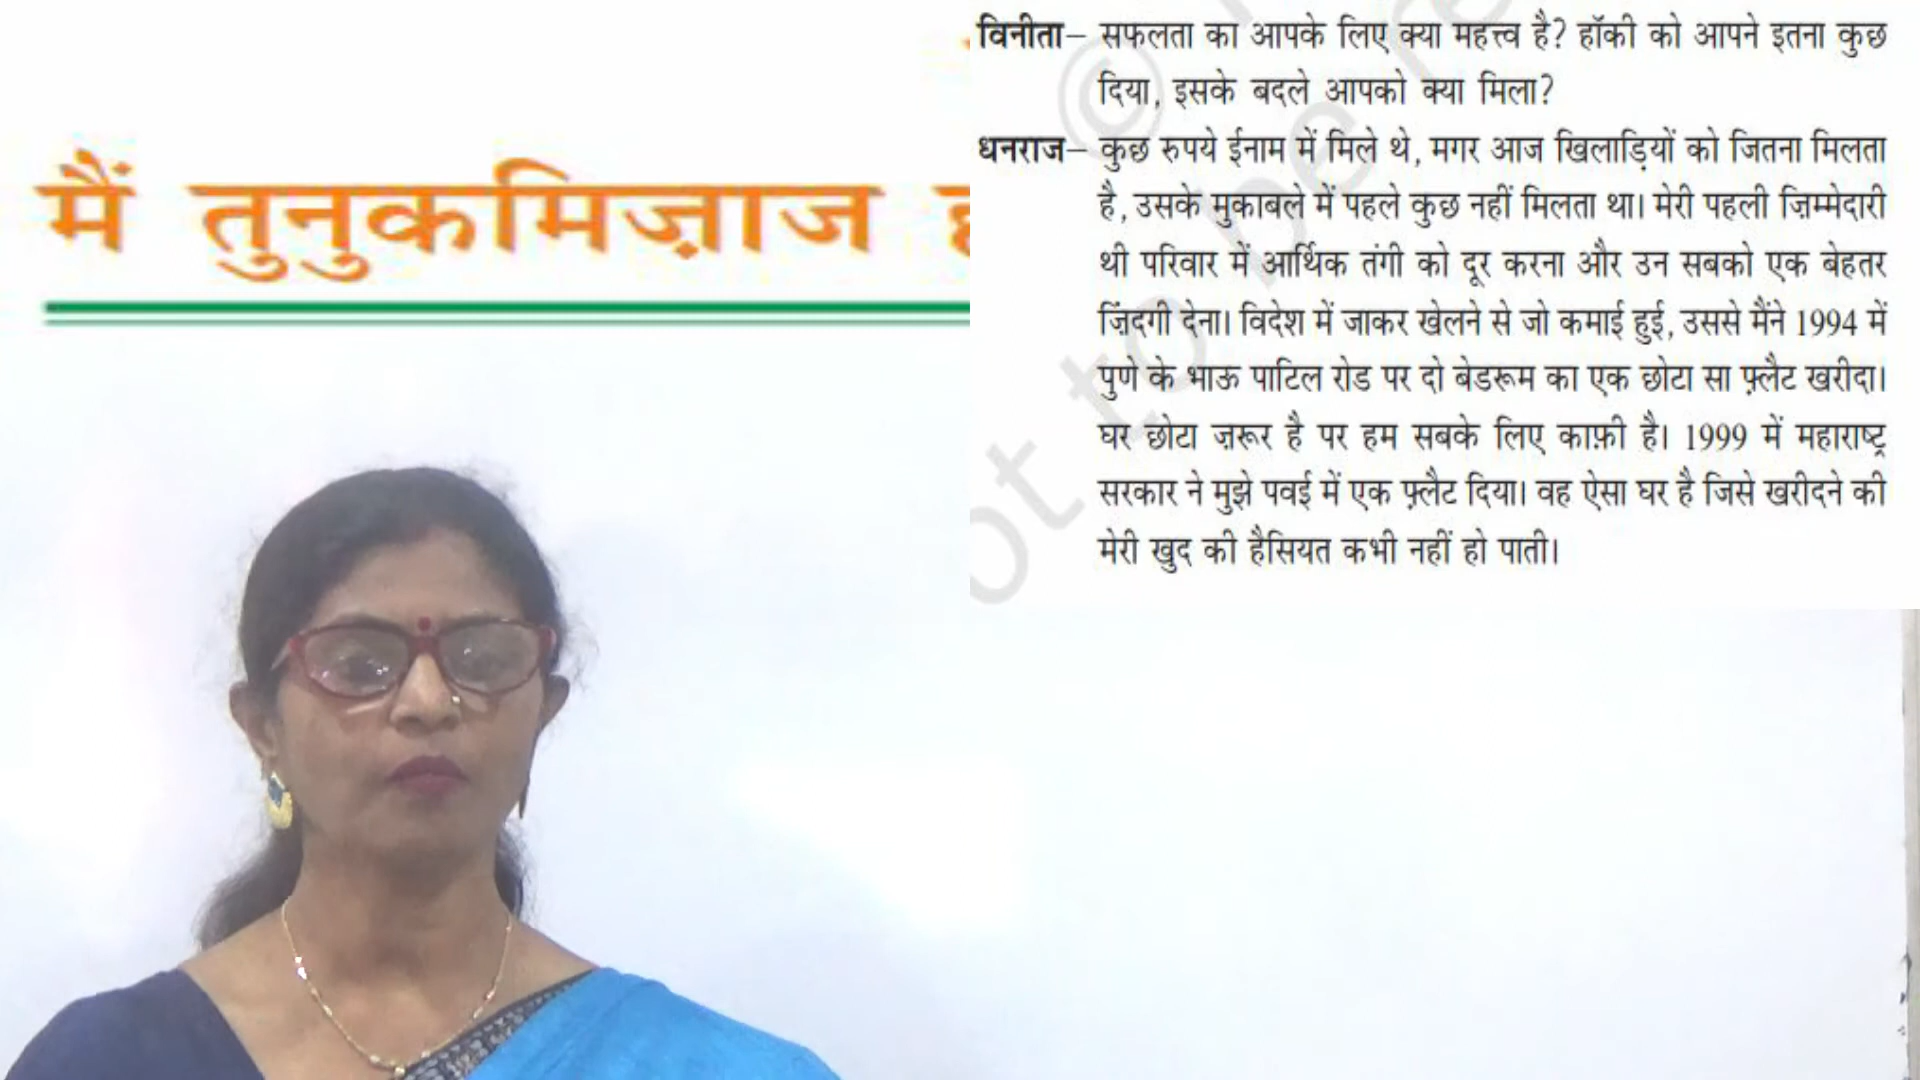 मैं तुनुकमिज़ाज
विनीता– सफलता का आपके लिए क्या महत्त्व है? हॉकी को आपने इतना कुछ
दिया, इसके बदले आपको क्या मिला?
धनराज– कुछ रुपये ईनाम में मिले थे, मगर आज खिलाड़ियों को जितना मिलता
है, उसके मुकाबले में पहले कुछ नहीं मिलता था। मेरी पहली ज़िम्मेदारी
थी परिवार में आर्थिक तंगी को दूर करना और उन सबको एक बेहतर
ज़िंदगी देना। विदेश में जाकर खेलने से जो कमाई हुई, उससे मैंने 1994 में
पुणे के भाऊ पाटिल रोड पर दो बेडरूम का एक छोटा सा फ़्लैट खरीदा।
घर छोटा ज़रूर है पर हम सबके लिए काफ़ी है। 1999 में महाराष्ट्र
सरकार ने मुझे पवई में एक फ़्लैट दिया। वह ऐसा घर है जिसे खरीदने की
मेरी खुद की हैसियत कभी नहीं हो पाती।
©
to be